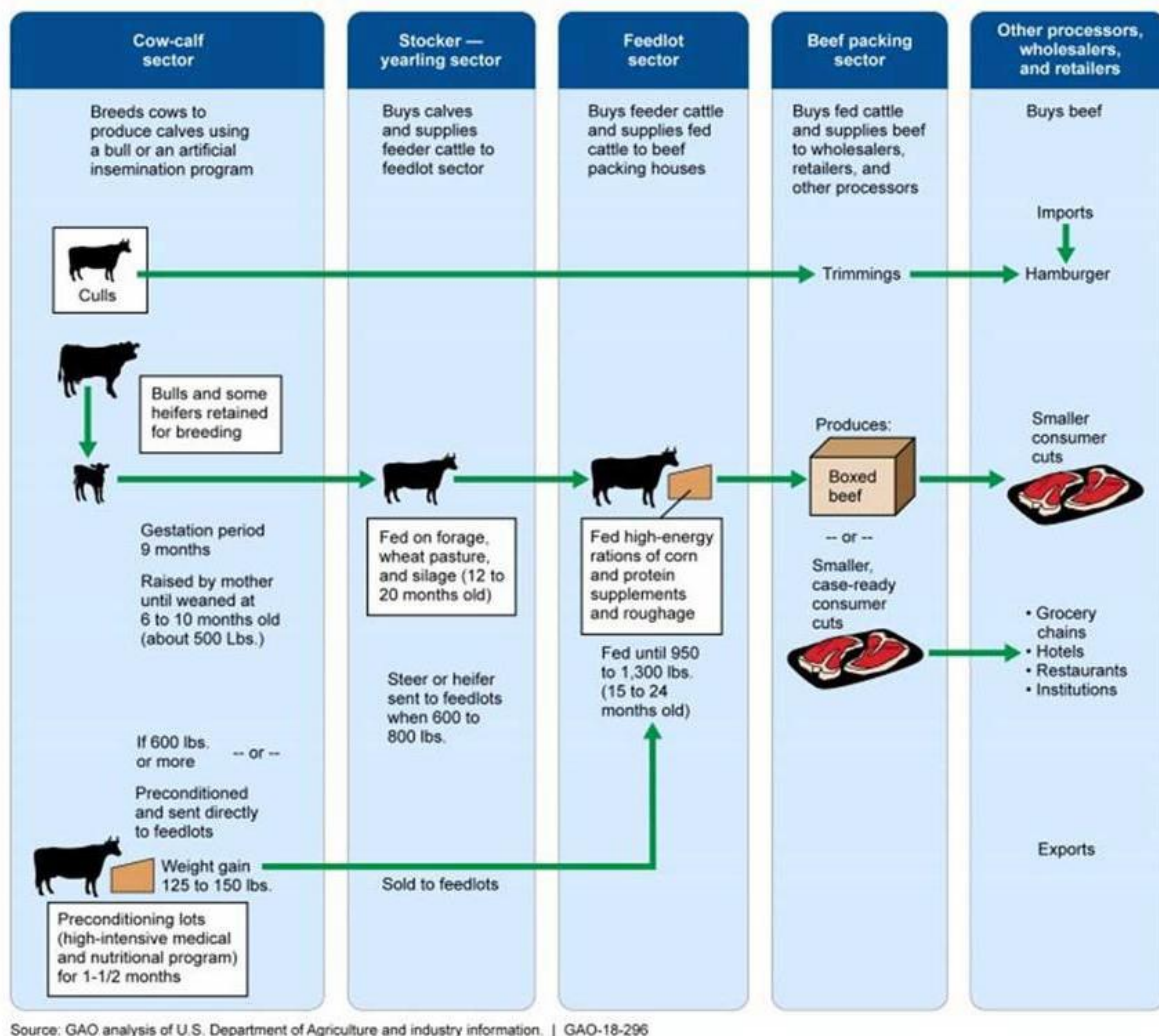 Cow-calf
sector
Breeds cows to
produce calves using
a bull or an artificial
insemination program
Culls
Bulls and some
heifers retained
for breeding
Gestation period
9 months
Raised by mother
until weaned at
6 to 10 months old
(about 500 Lbs.)
If 600 lbs.
or more
-- or --
Preconditioned
and sent directly
to feedlots
Weight gain
125 to 150 lbs.
Preconditioning lots
(high-intensive medical
and nutritional program)
for 1-1/2 months
Stocker —
yearling sector
Buys calves
and supplies
feeder cattle to
feedlot sector
Fed on forage,
wheat pasture,
and silage (12 to
20 months old)
Steer or heifer
sent to feedlots
when 600 to
800 lbs.
Sold to feedlots
Feedlot
sector
Buys feeder cattle
and supplies fed
cattle to beef
packing houses
Fed high-energy
rations of corn
and protein
supplements
and roughage
Fed until 950
to 1,300 lbs.
(15 to 24
months old)
Beef packing
sector
Buys fed cattle
and supplies beef
to wholesalers,
retailers, and
other processors
Trimmings
Produces:
Boxed
beef
-- or --
Smaller,
case-ready
consumer
cuts
Other processors,
wholesalers,
and retailers
Buys beef
Imports
Hamburger
Smaller
consumer
cuts
• Grocery
chains
• Hotels
• Restaurants
• Institutions
Exports
Source: GAO analysis of U.S. Department of Agriculture and industry information. | GAO-18-296